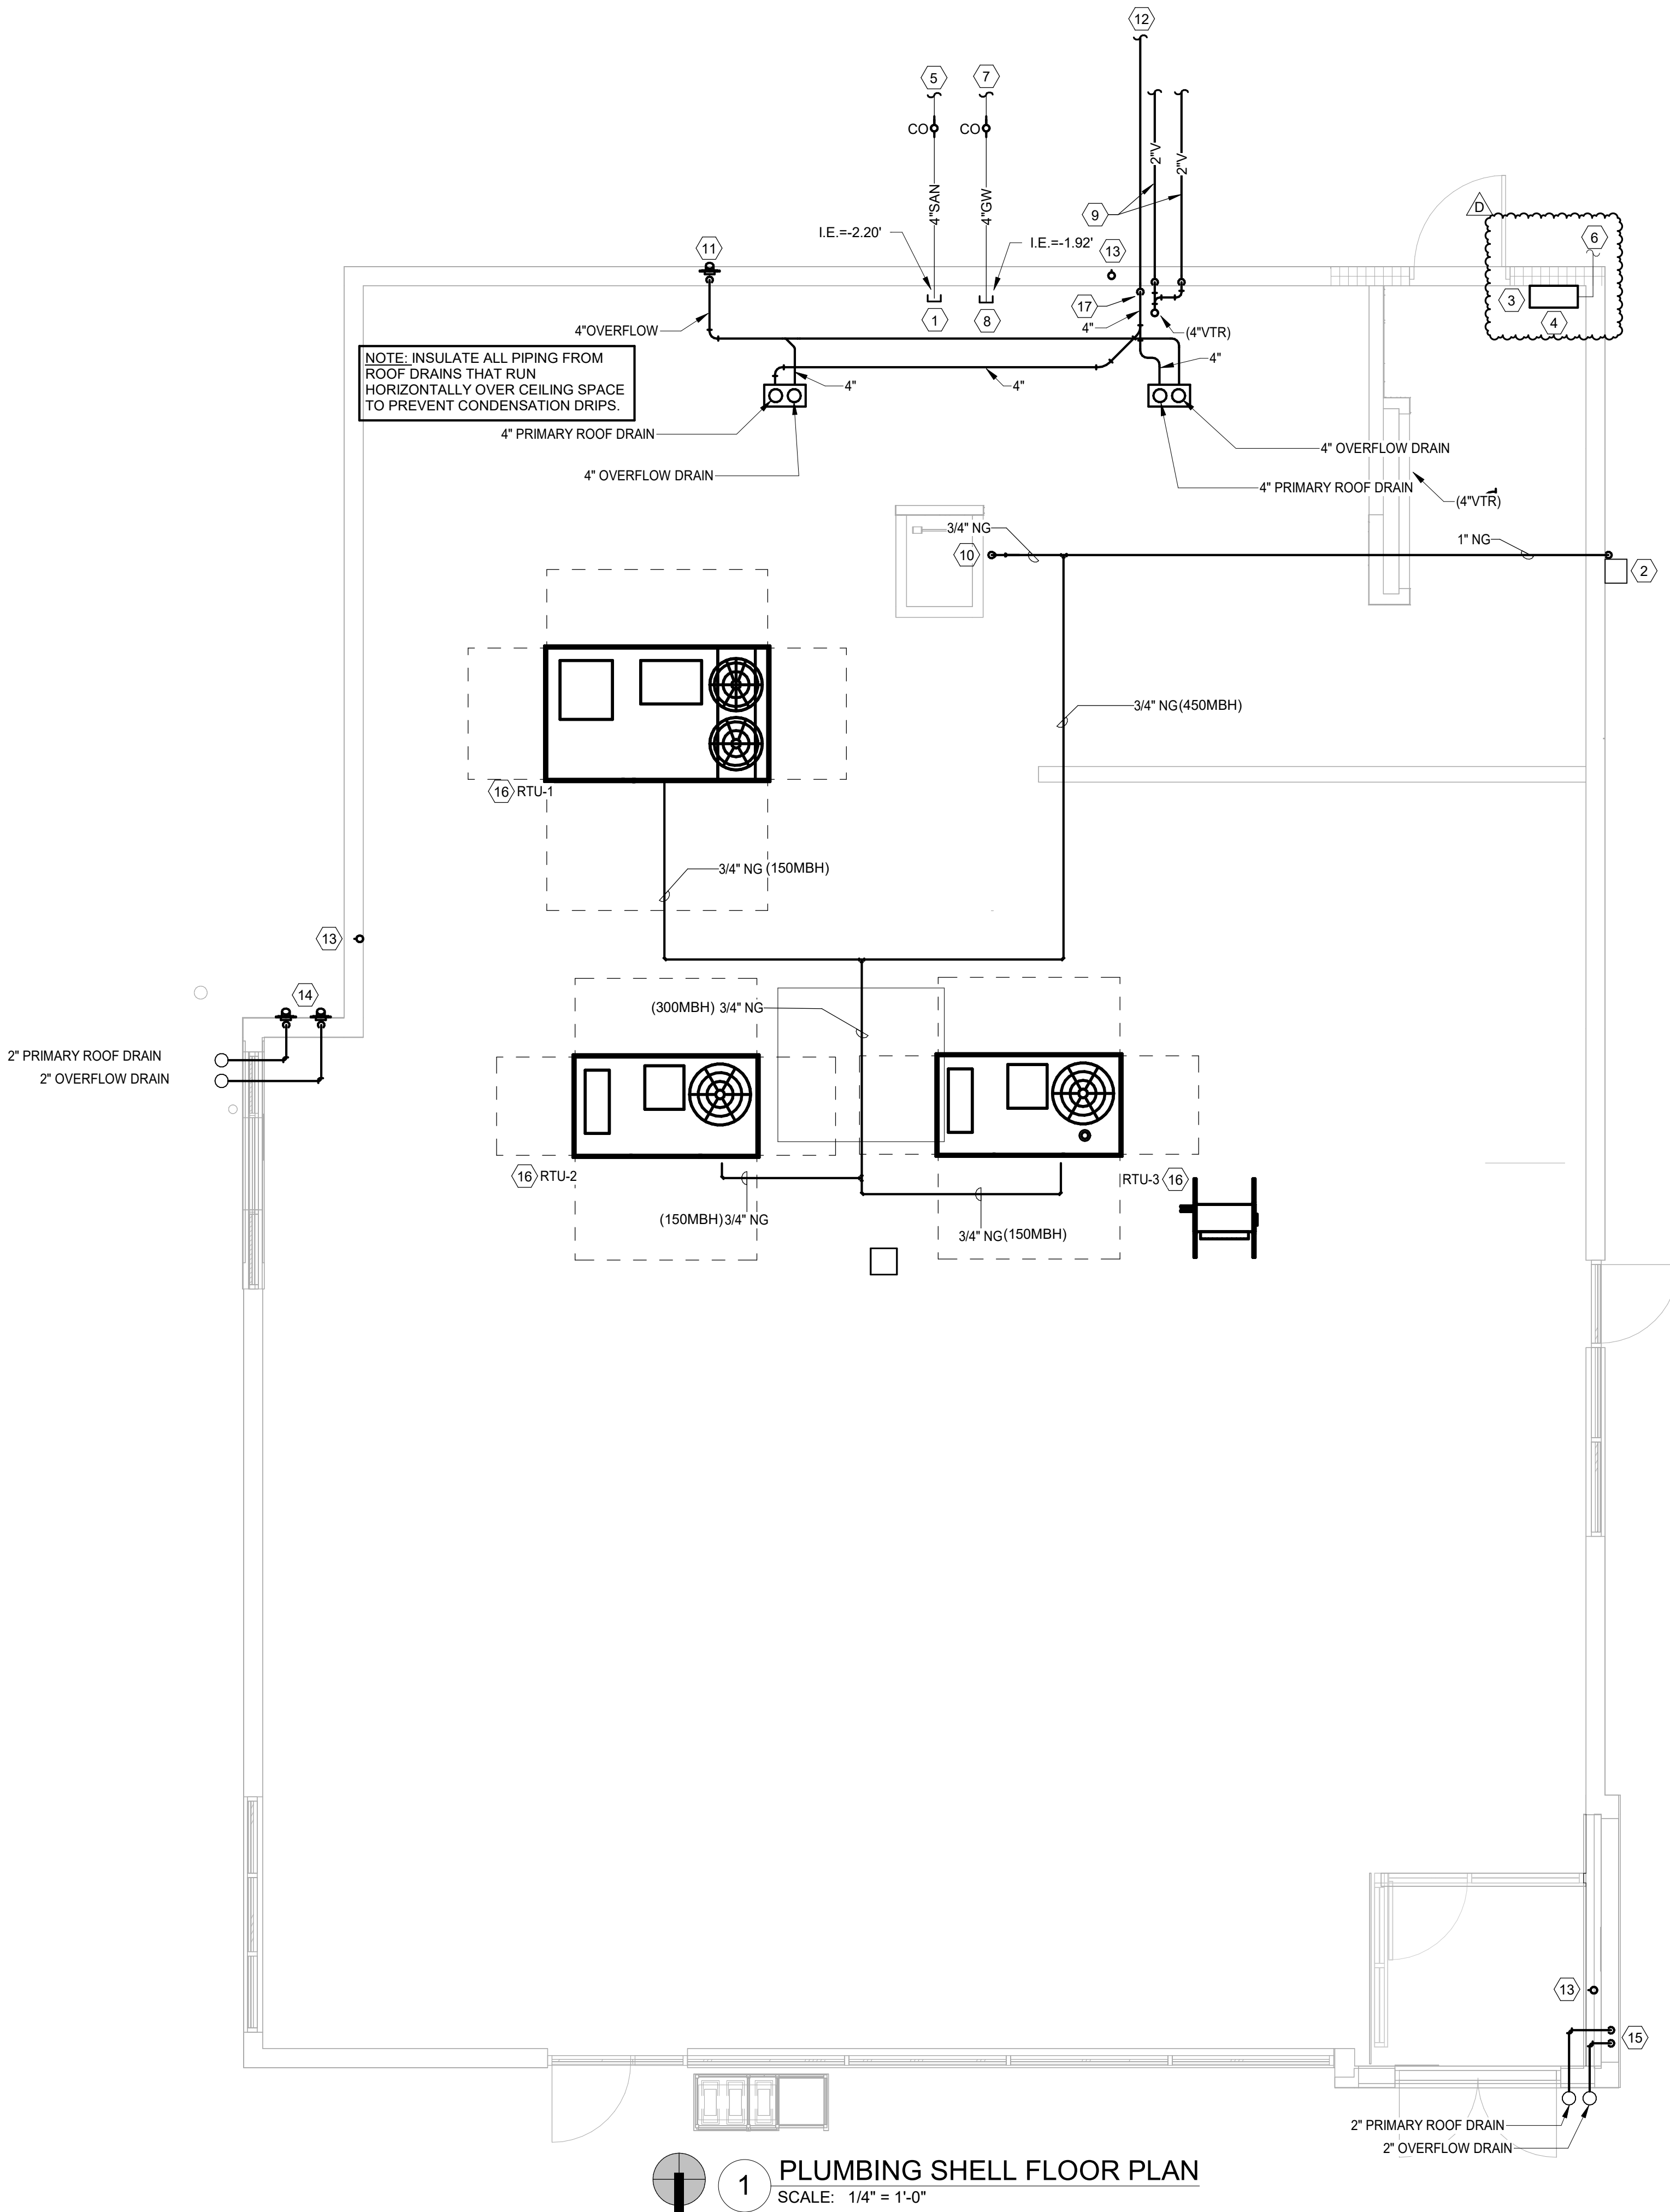 12
5
7
CO
CO
2"V
2"V
4"SAN
4"GW
9
D
6
I.E.=-2.20'
I.E.=-1.92'
11
13
3
4
17
1
8
4"
(4"VTR)
4"OVERFLOW
NOTE: INSULATE ALL PIPING FROM
ROOF DRAINS THAT RUN
HORIZONTALLY OVER CEILING SPACE
TO PREVENT CONDENSATION DRIPS.
4"
4"
4"
4" PRIMARY ROOF DRAIN
4" OVERFLOW DRAIN
4" OVERFLOW DRAIN
4" PRIMARY ROOF DRAIN
(4"VTR)
3/4" NG
10
1" NG
2
3/4" NG(450MBH)
16 RTU-1
3/4" NG (150MBH)
13
14
(300MBH) 3/4" NG
2" PRIMARY ROOF DRAIN
2" OVERFLOW DRAIN
16 RTU-2
RTU-3 16
(150MBH)3/4" NG
3/4" NG(150MBH)
13
15
2" PRIMARY ROOF DRAIN
2" OVERFLOW DRAIN
1 PLUMBING SHELL FLOOR PLAN
SCALE: 1/4" = 1'-0"